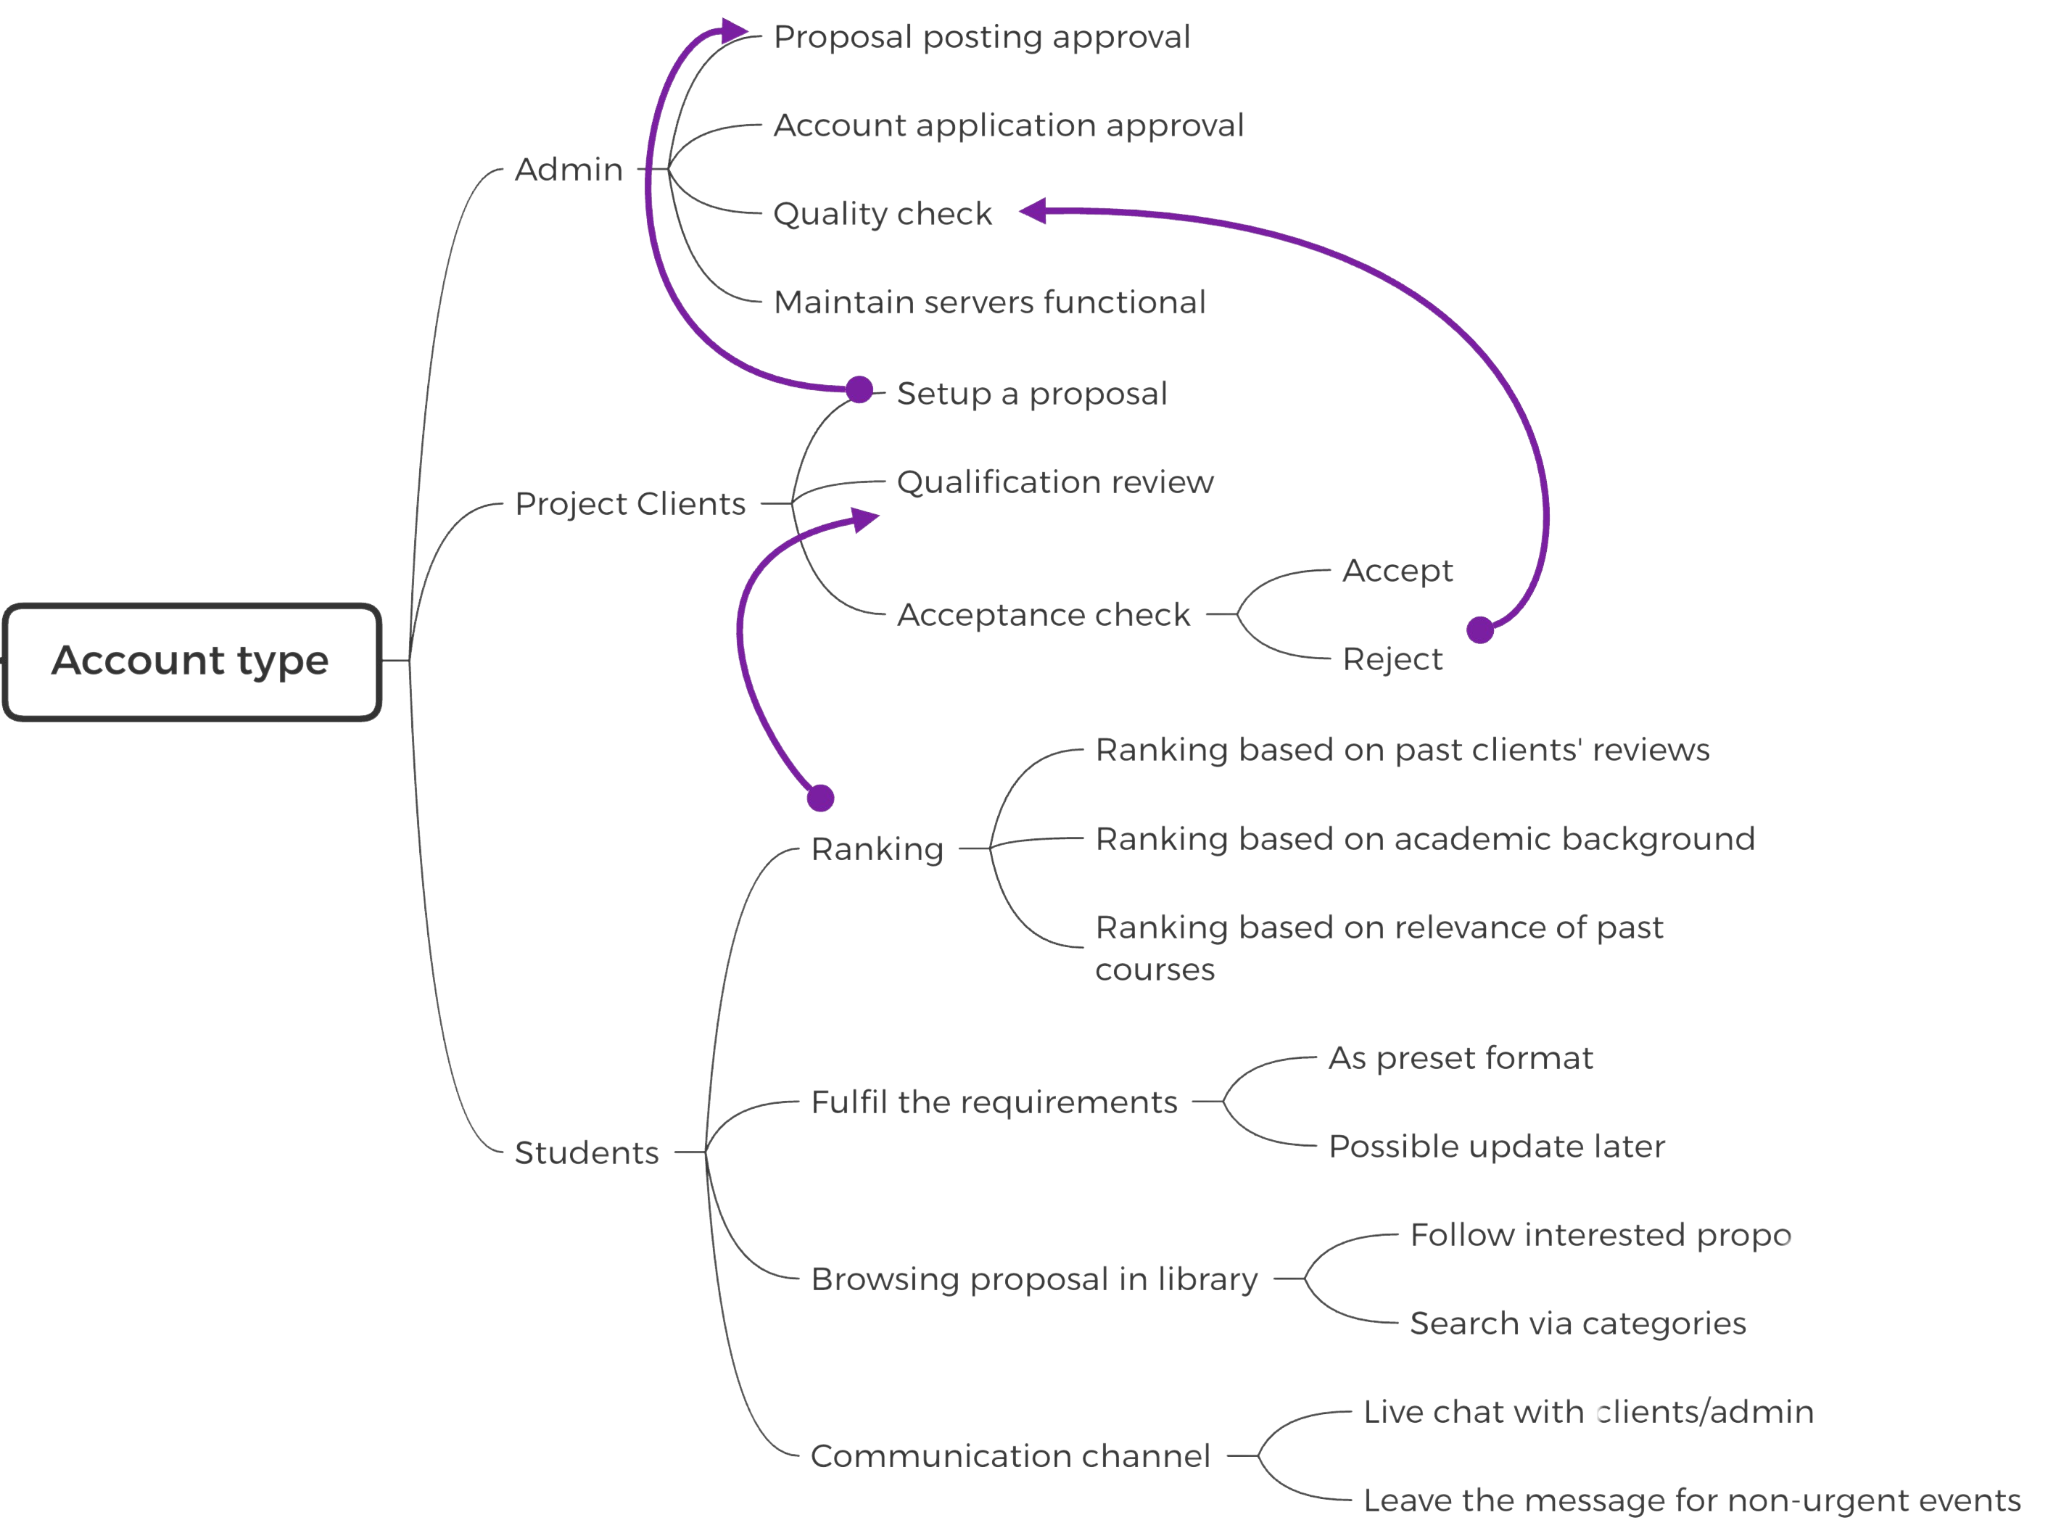 Proposal posting approval
Account application approval
Admin
Quality check
Maintain servers functional
Setup a proposal
Qualification review
Project Clients
Accept
Acceptance check
Reject
Account type
Ranking based on past clients' reviews
Ranking based on academic background
Ranking
Ranking based on relevance of past
courses
As preset format
Fulfil the requirements
Possible update later
Students
Follow interested propo
Browsing proposal in library
Search via categories
Live chat with clients/admin
Communication channel
Leave the message for non-urgent events